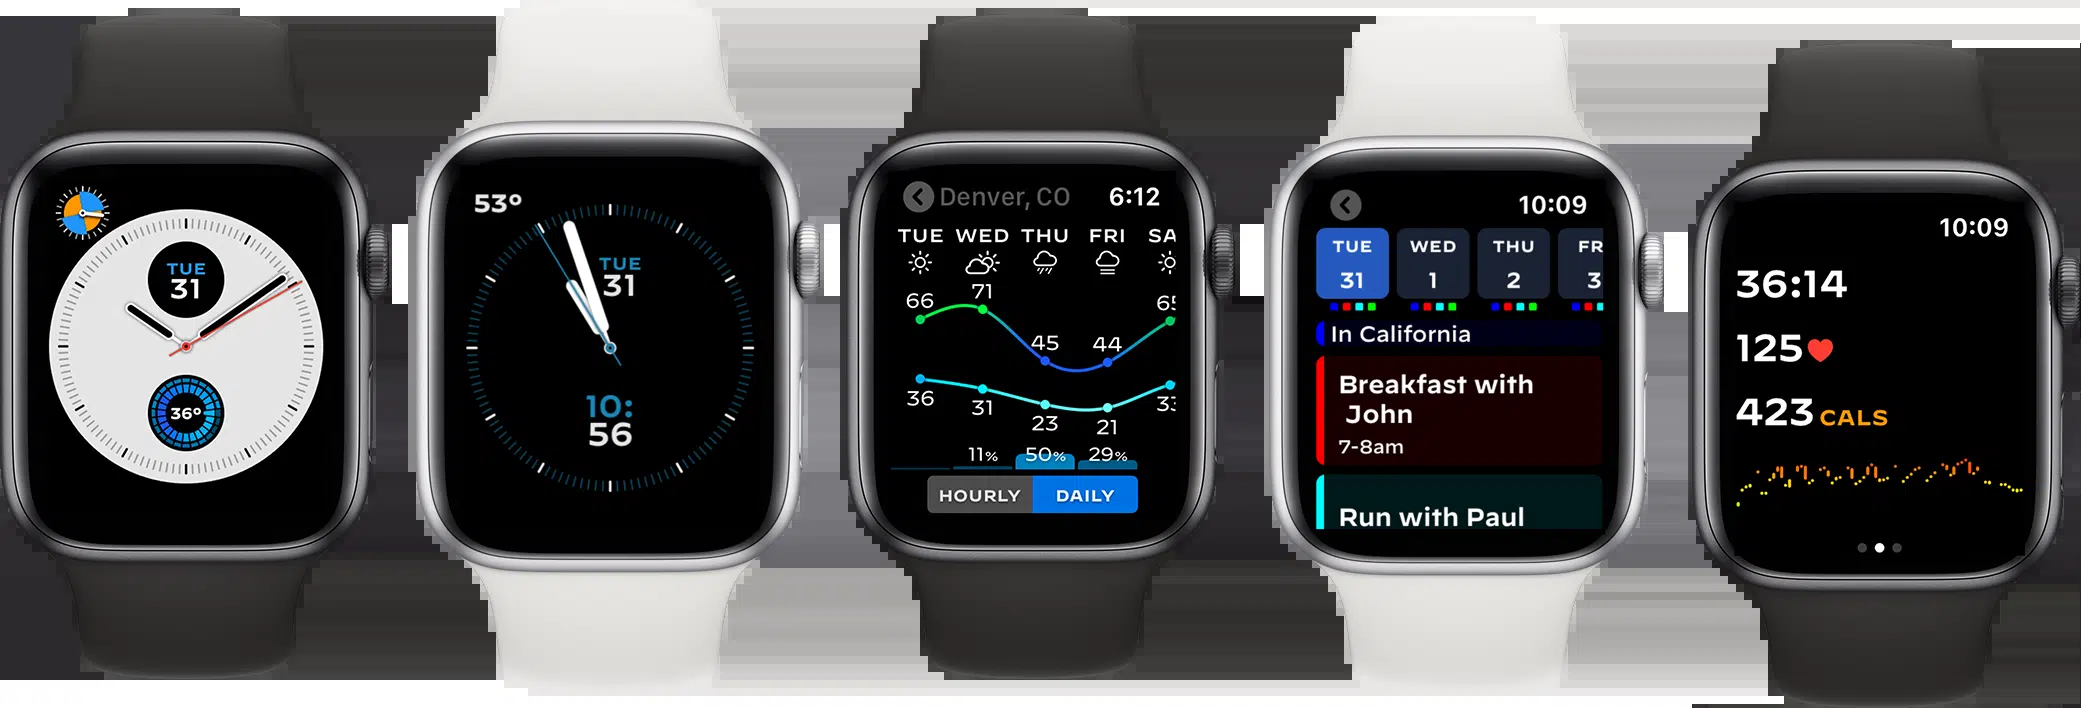 TUE
31
36°
53°
TUE
31
10:
56
Denver, CO 6:12
TUE WED THU FRI SA
66 71 45 44 65
36 31 23 21 33
11% 50% 29%
HOURLY DAILY
10:09
TUE WED THU FR
31 1 2 3
In California
Breakfast with
John
7-8am
Run with Paul
10:09
36:14
125
423 CALS